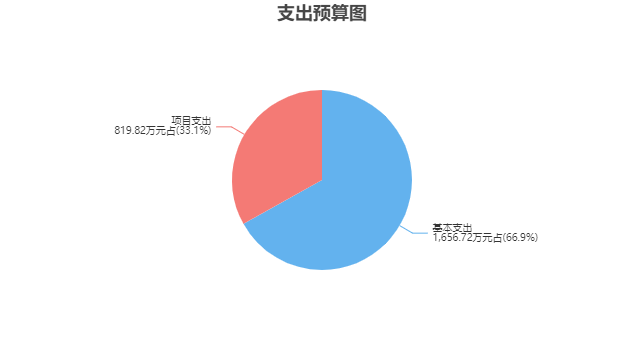 支出预算图
项目支出
819.82万元占(33.1%)
基本支出
1,656.72万元占(66.9%)